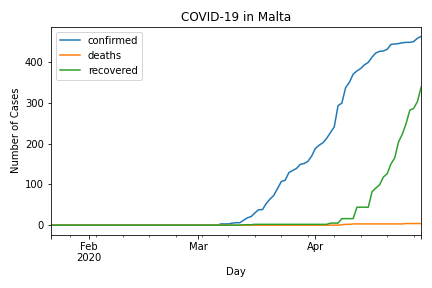 COVID-19 in Malta
confirmed
deaths
recovered
400
300
200
100
0
Number of Cases
Feb
2020
Mar
Apr
Day